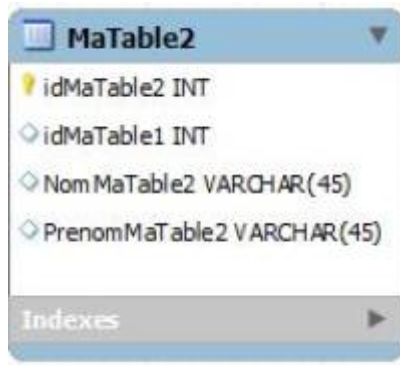 MaTable2
idMaTable2 INT
idMaTable1 INT
NomMaTable2 VARCHAR(45)
PrenomMaTable2 VARCHAR(45)
Indexes